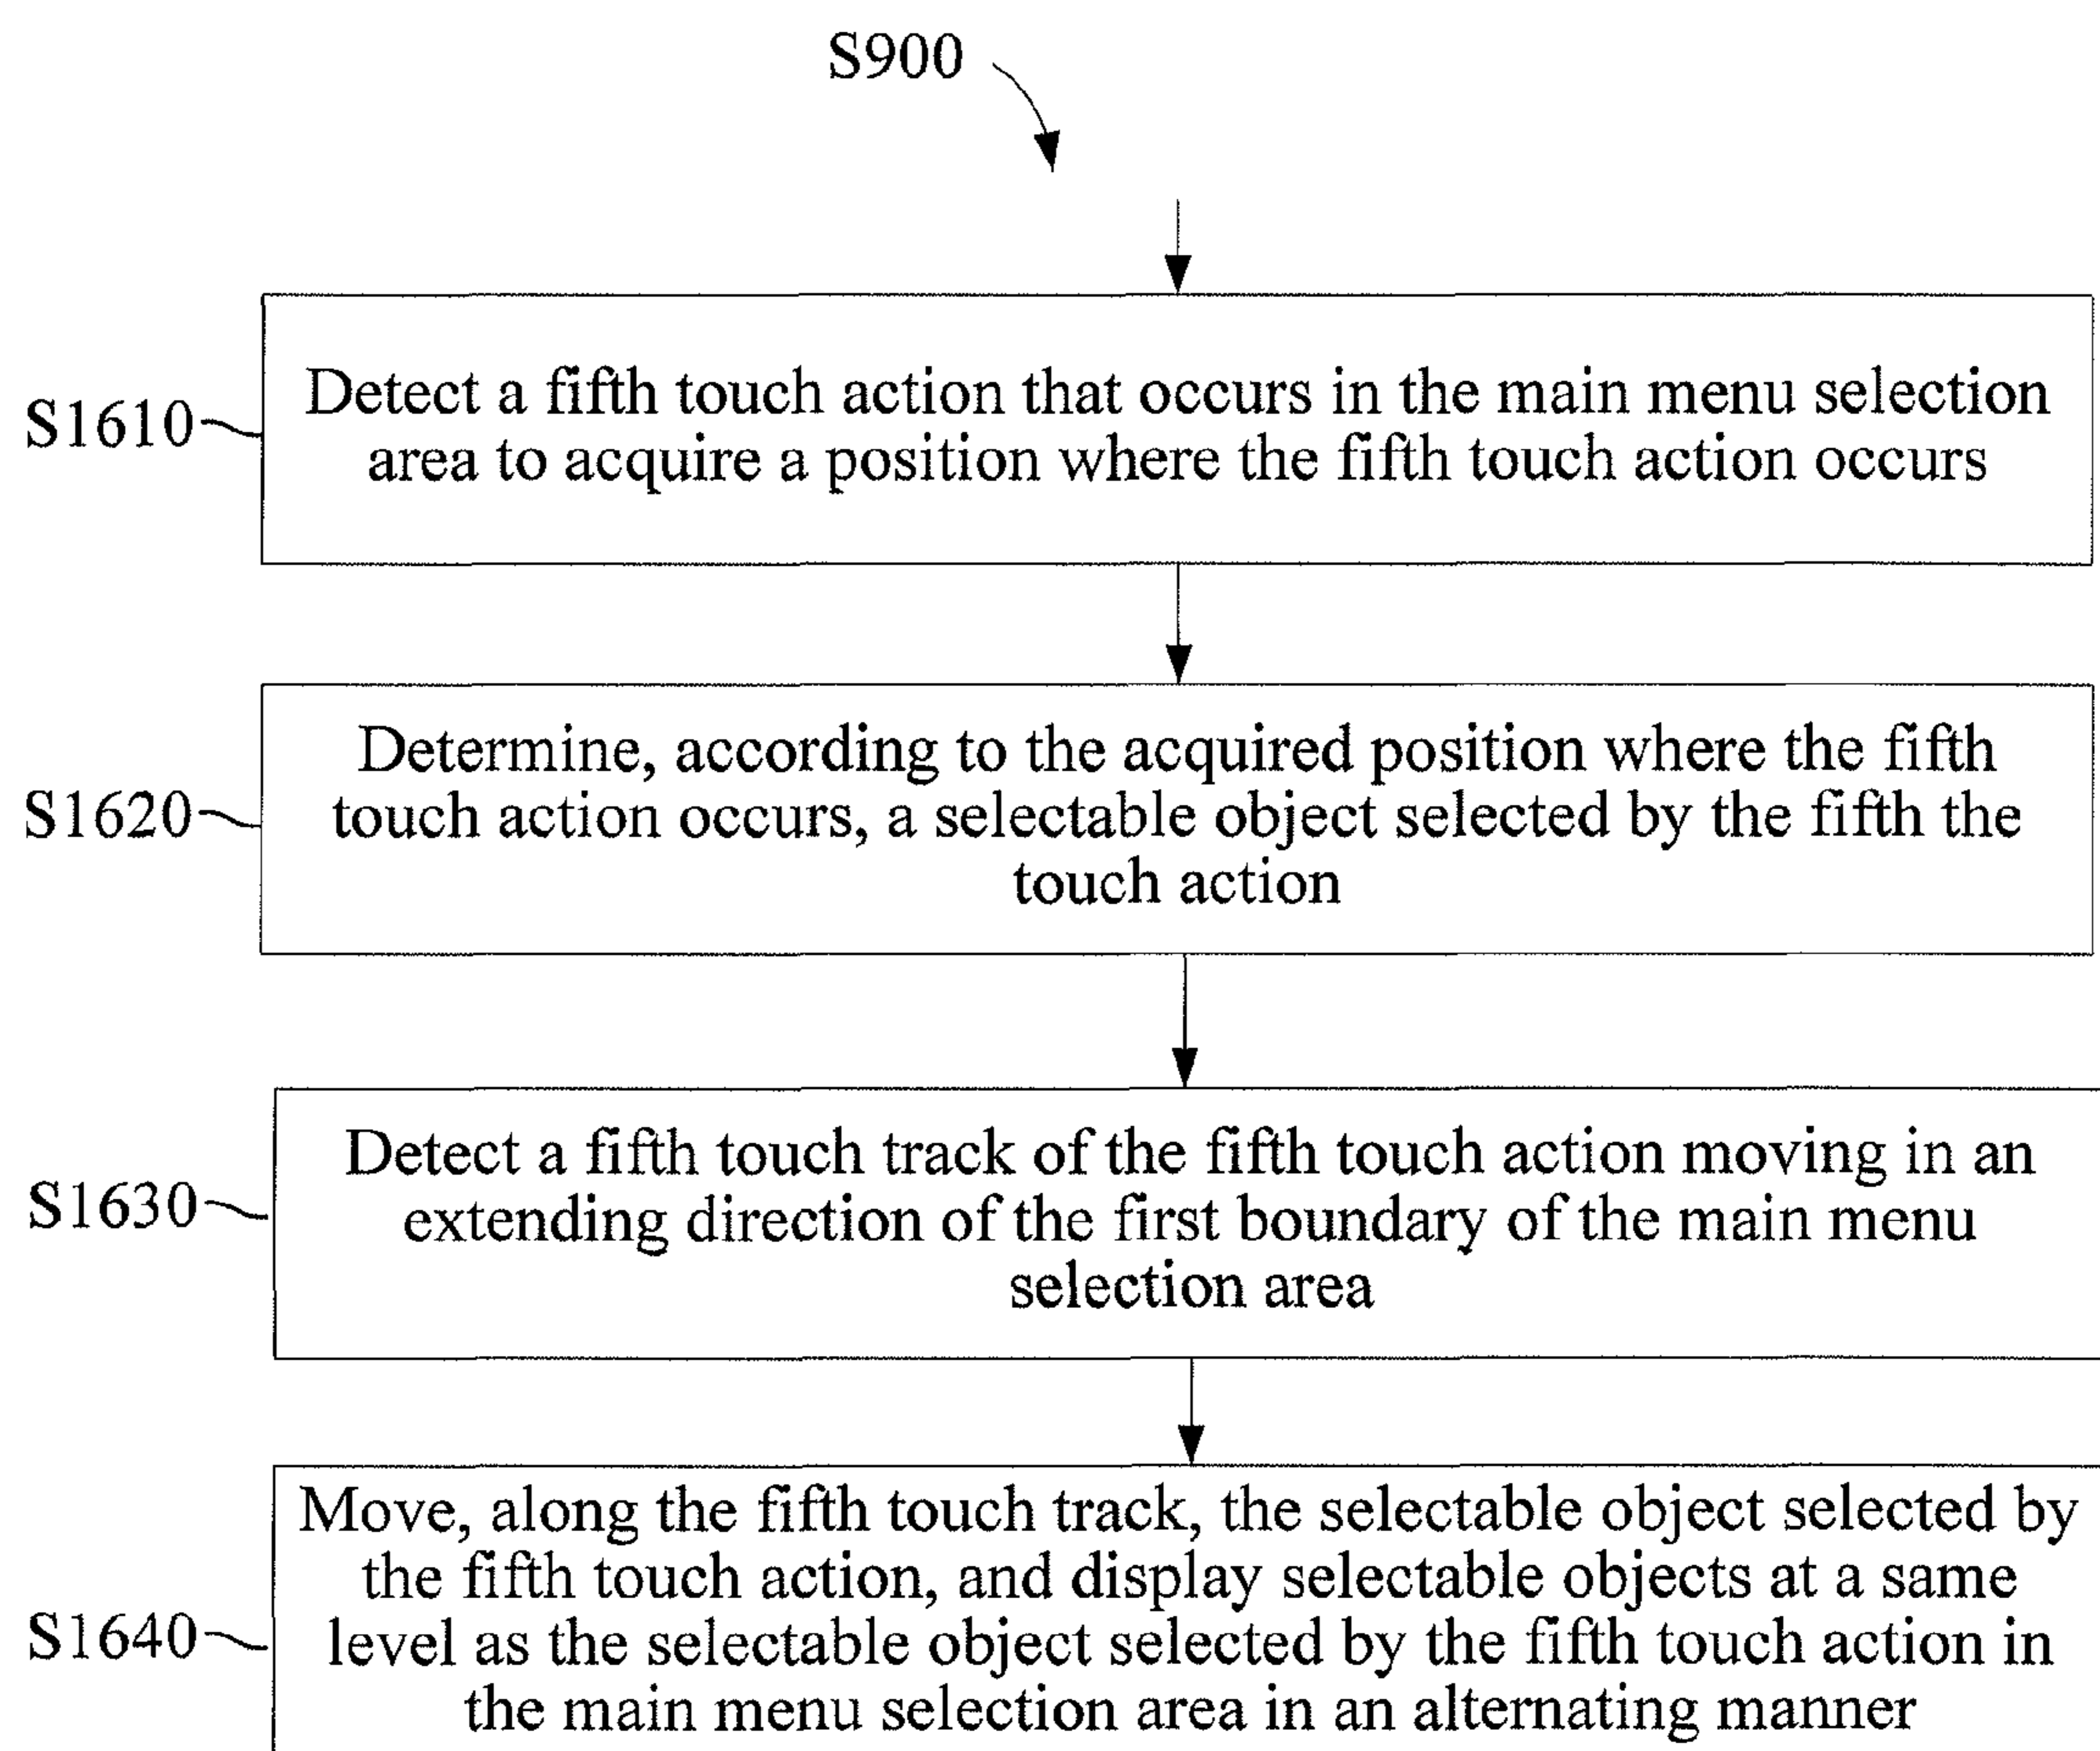 S900
S1610
Detect a fifth touch action that occurs in the main menu selection
area to acquire a position where the fifth touch action occurs
S1620
Determine, according to the acquired position where the fifth
touch action occurs, a selectable object selected by the fifth the
touch action
S1630
Detect a fifth touch track of the fifth touch action moving in an
extending direction of the first boundary of the main menu
selection area
S1640
Move, along the fifth touch track, the selectable object selected by
the fifth touch action, and display selectable objects at a same
level as the selectable object selected by the fifth touch action in
the main menu selection area in an alternating manner